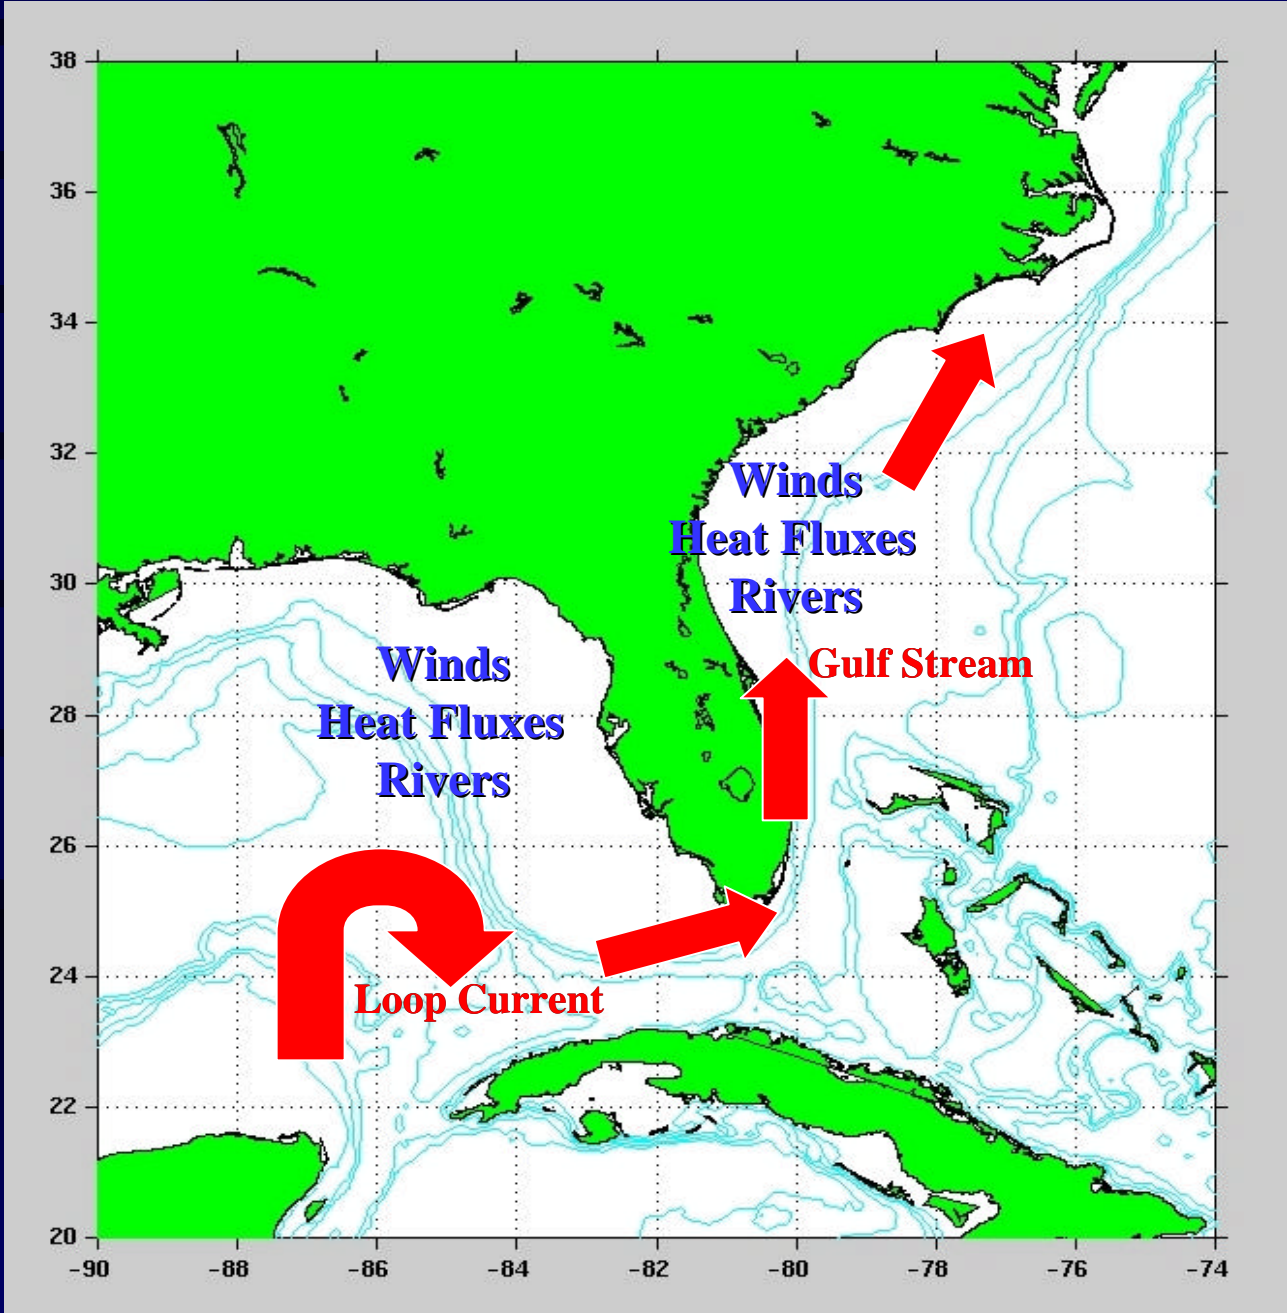 38
36
34
32
Winds
Heat Fluxes
Rivers
30
Gulf Stream
Winds
Heat Fluxes
Rivers
28
26
24
Loop Current
22
20
-90 -88 -86 -84 -82 -80 -78 -76 -74